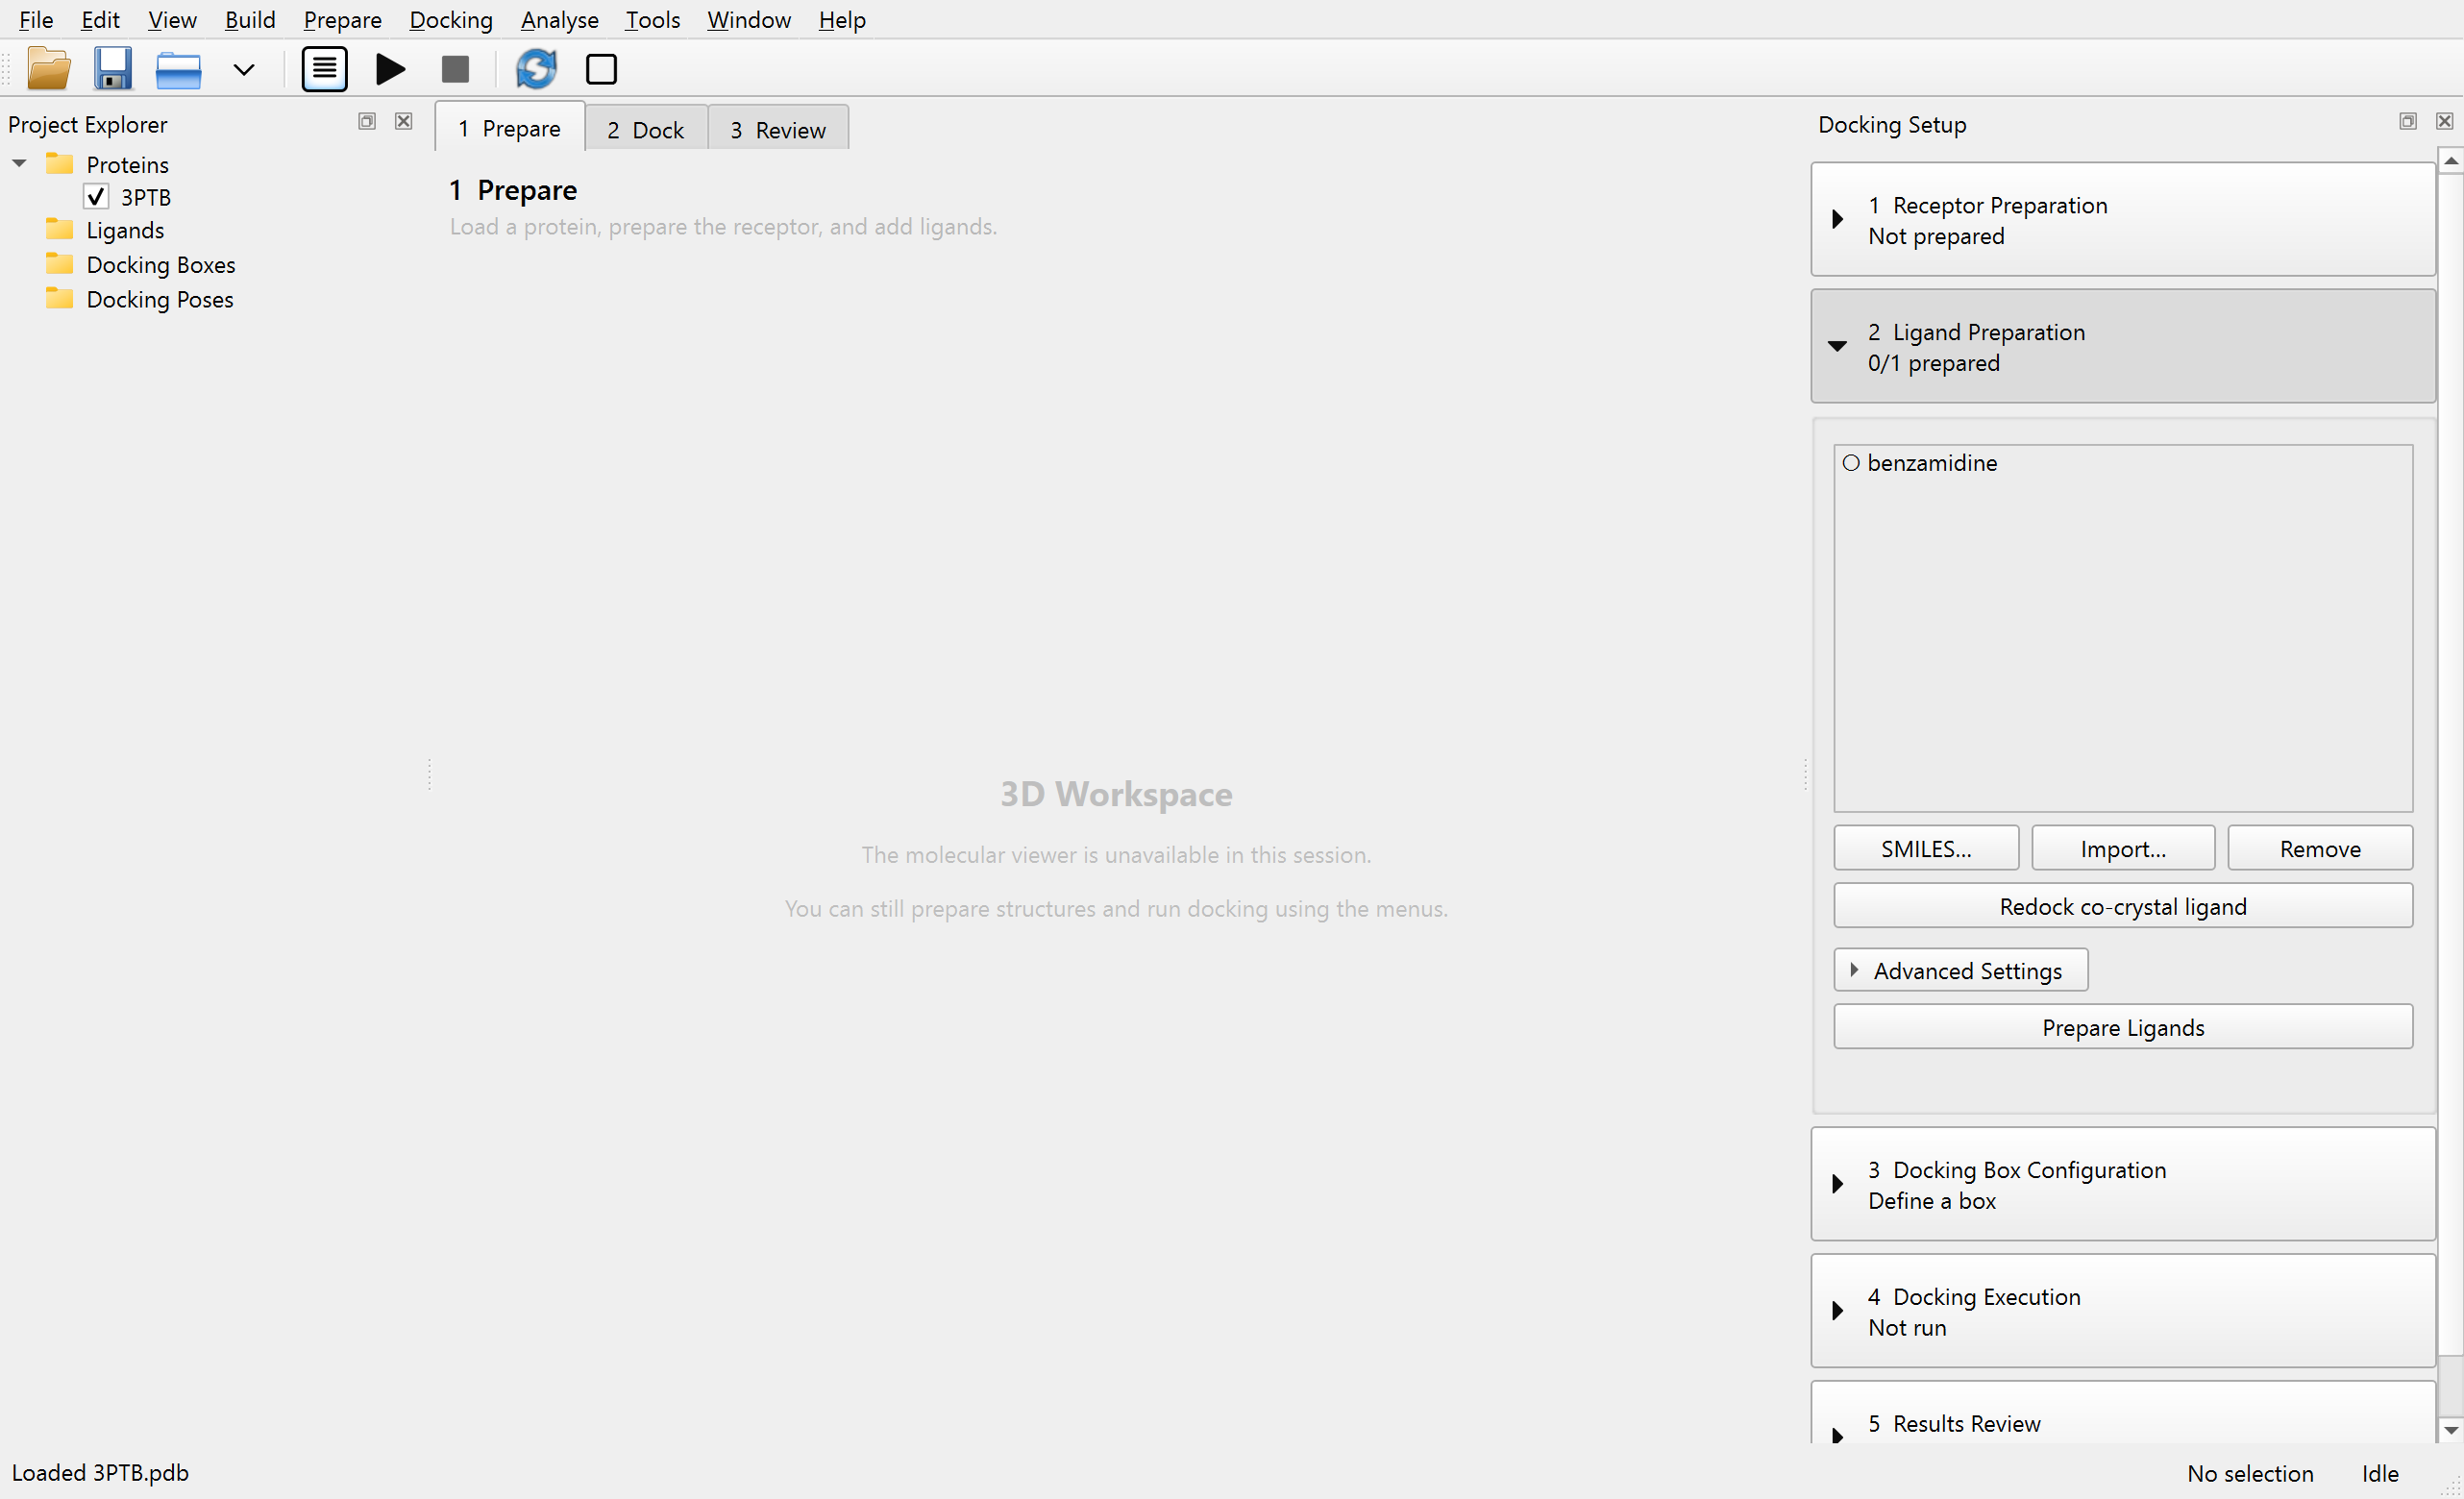 File Edit View Build Prepare Docking Analyse Tools Window Help
Project Explorer
Proteins
3PTB
Ligands
Docking Boxes
Docking Poses
1 Prepare
2 Dock
3 Review
1 Prepare
Load a protein, prepare the receptor, and add ligands.
3D Workspace
The molecular viewer is unavailable in this session.
You can still prepare structures and run docking using the menus.
Docking Setup
1 Receptor Preparation
Not prepared
2 Ligand Preparation
0/1 prepared
benzamidine
SMILES...
Import...
Remove
Redock co-crystal ligand
Advanced Settings
Prepare Ligands
3 Docking Box Configuration
Define a box
4 Docking Execution
Not run
5 Results Review
Loaded 3PTB.pdb
No selection
Idle